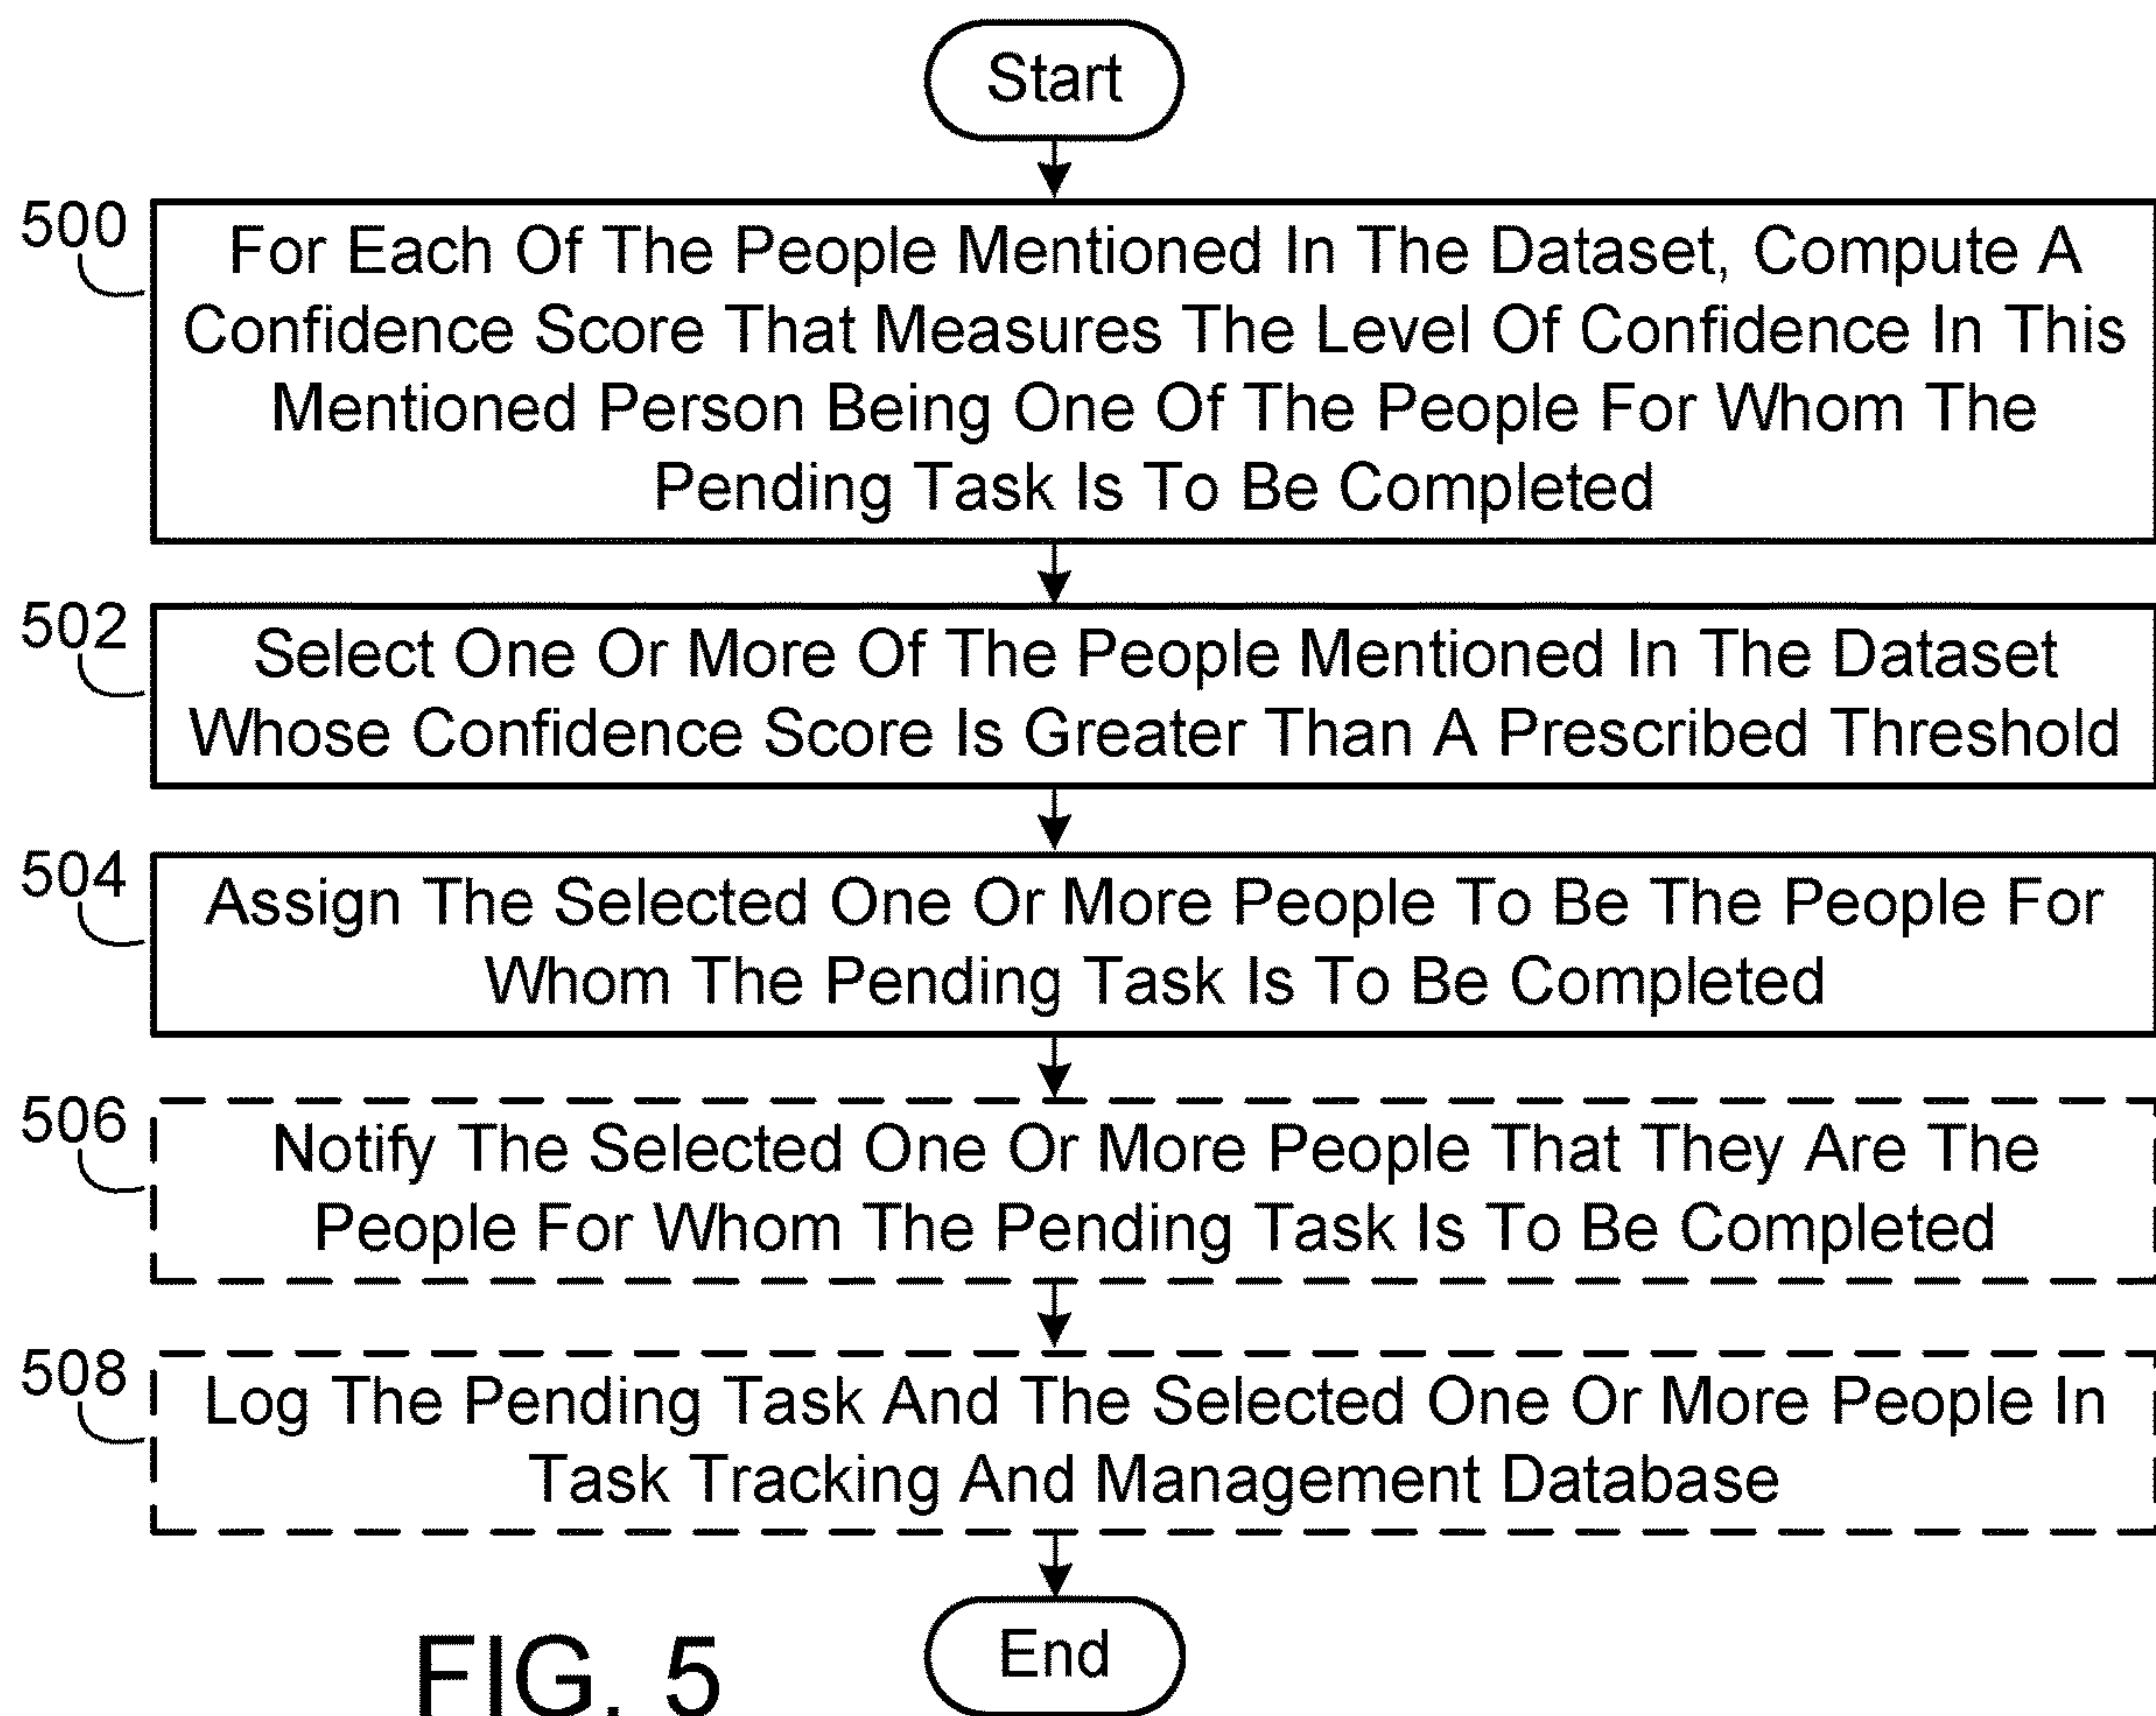 Start
500
For Each Of The People Mentioned In The Dataset, Compute A
Confidence Score That Measures The Level Of Confidence In This
Mentioned Person Being One Of The People For Whom The
Pending Task Is To Be Completed
502
Select One Or More Of The People Mentioned In The Dataset
Whose Confidence Score Is Greater Than A Prescribed Threshold
504
Assign The Selected One Or More People To Be The People For
Whom The Pending Task Is To Be Completed
506
Notify The Selected One Or More People That They Are The
People For Whom The Pending Task Is To Be Completed
508
Log The Pending Task And The Selected One Or More People In
Task Tracking And Management Database
End
FIG. 5